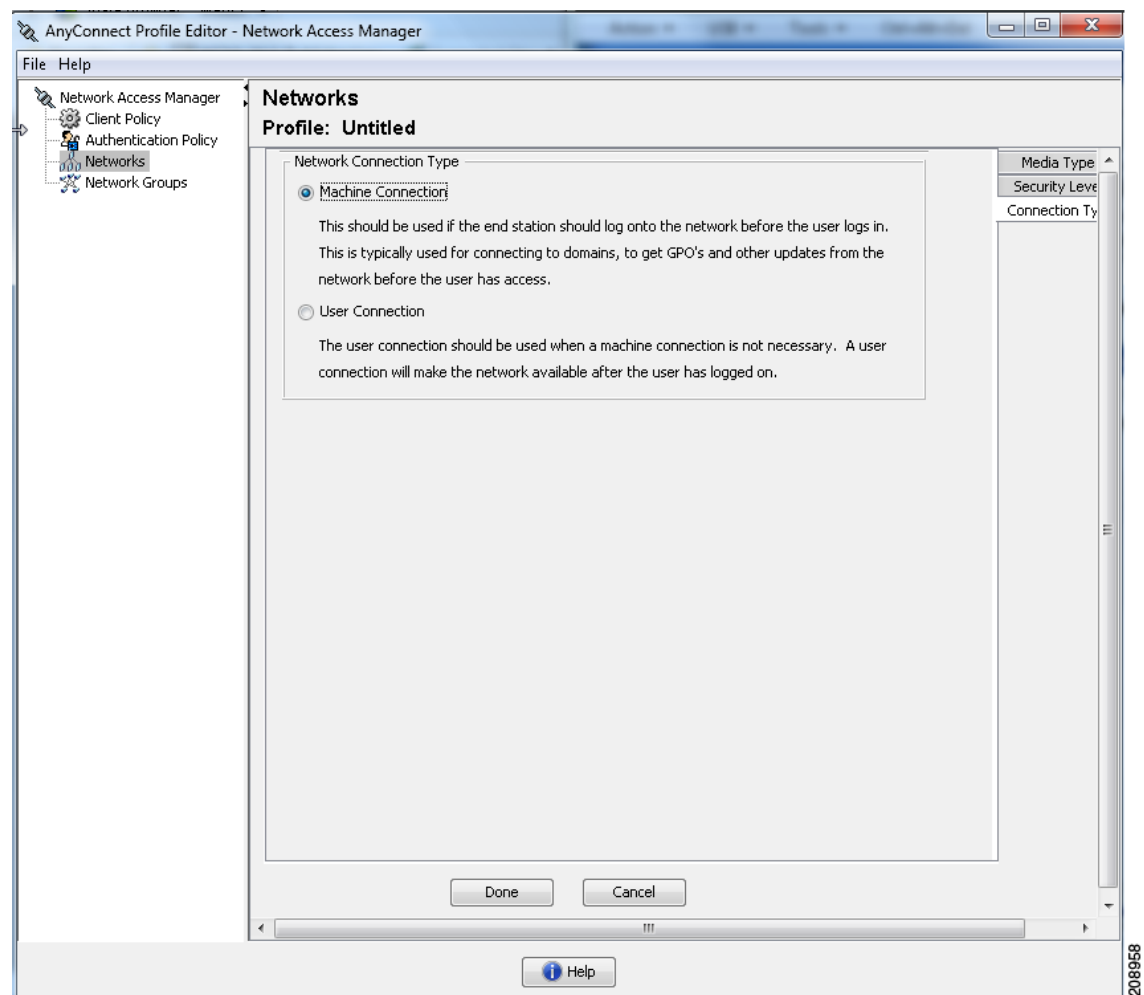 AnyConnect Profile Editor - Network Access Manager
File Help
Network Access Manager
Client Policy
Authentication Policy
Networks
Network Groups
Networks
Profile: Untitled
Network Connection Type
Machine Connection
This should be used if the end station should log onto the network before the user logs in.
This is typically used for connecting to domains, to get GPO's and other updates from the
network before the user has access.
User Connection
The user connection should be used when a machine connection is not necessary. A user
connection will make the network available after the user has logged on.
Media Type
Security Leve
Connection Ty
Done
Cancel
Help
208958